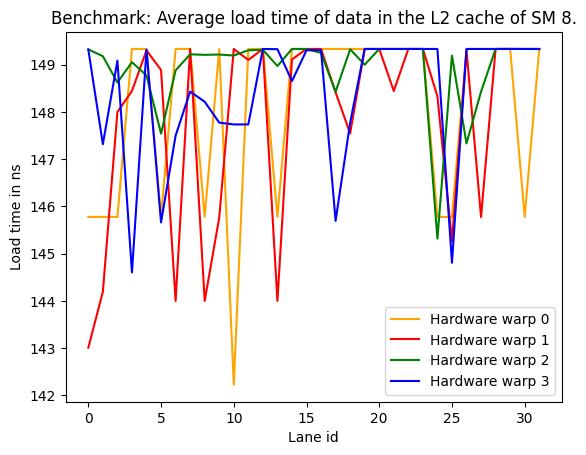 Benchmark: Average load time of data in the L2 cache of SM 8.
Load time in ns
149
148
147
146
145
144
143
142
0 5 10 15 20 25 30
Lane id
Hardware warp 0
Hardware warp 1
Hardware warp 2
Hardware warp 3